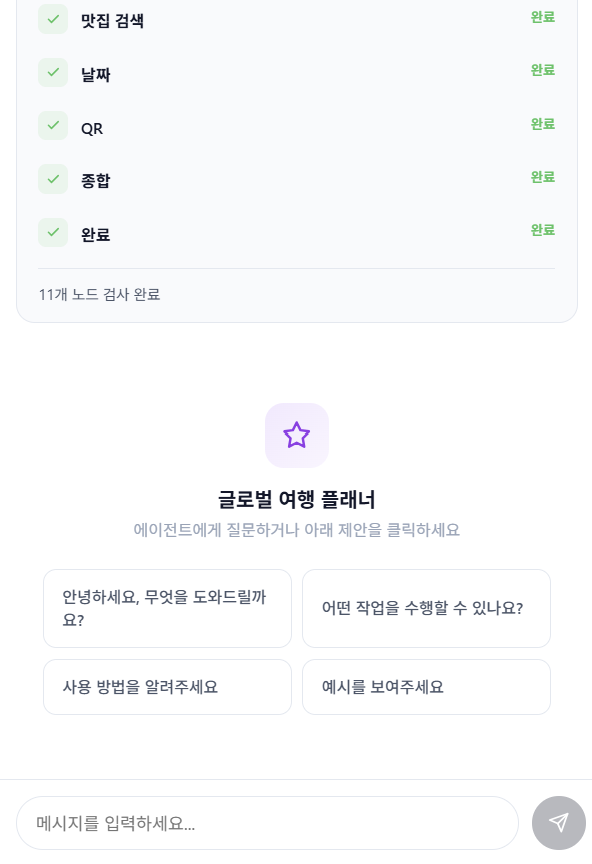 맛집 검색
완료
날짜
완료
QR
완료
종합
완료
완료
완료
11개 노드 검사 완료
글로벌 여행 플래너
에이전트에게 질문하거나 아래 제안을 클릭하세요
안녕하세요, 무엇을 도와드릴까
요?
어떤 작업을 수행할 수 있나요?
사용 방법을 알려주세요
예시를 보여주세요
메시지를 입력하세요...